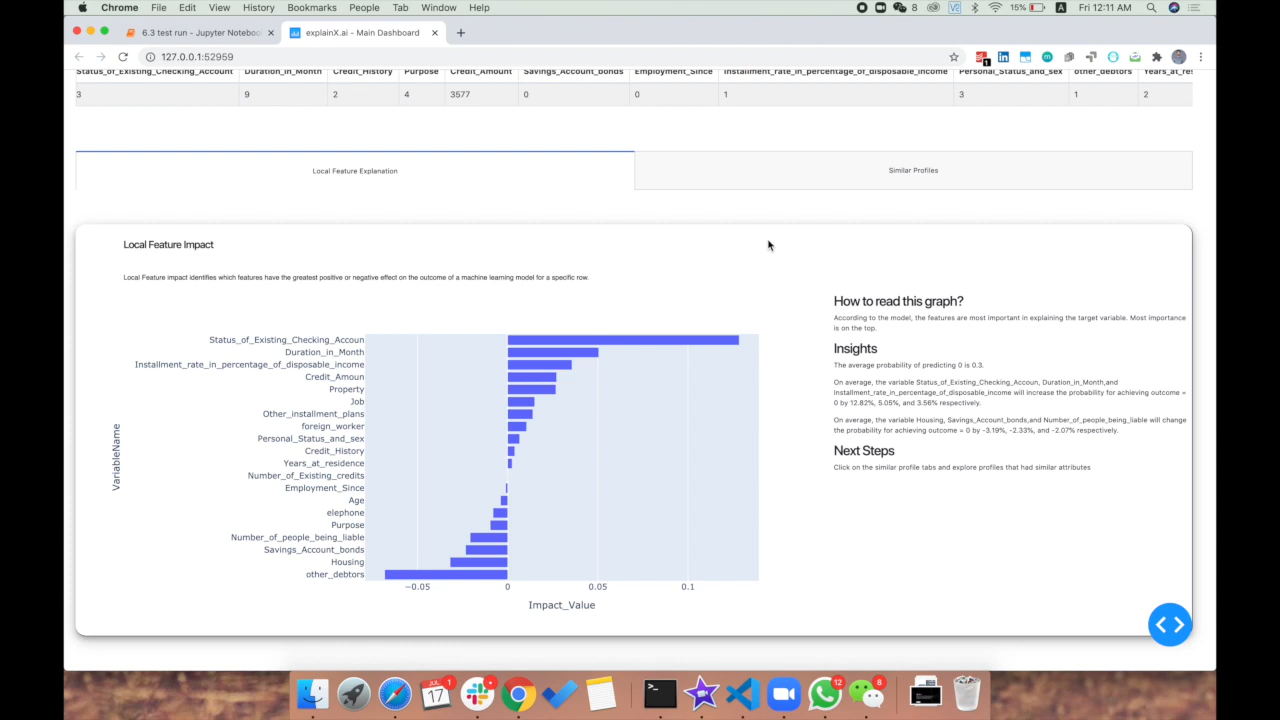 Chrome File Edit View History Bookmarks People Tab Window Help 8 15% A Fri 12:11 AM
6.3 test run - Jupyter Notebook explainX.ai - Main Dashboard
127.0.0.1:52959
Status_of_Existing_Checking_Account Duration_in_Month Credit_History Purpose Credit_Amount Savings_Account_bonds Employment_Since Installment_rate_in_percentage_of_disposable_income Personal_Status_and_sex other_debtors Years_at_res
3 9 2 4 3577 0 0 1 3 1 2
Local Feature Explanation Similar Profiles
Local Feature Impact
Local Feature impact identifies which features have the greatest positive or negative effect on the outcome of a machine learning model for a specific row.
VariableName
Status_of_Existing_Checking_Accoun
Duration_in_Month
Installment_rate_in_percentage_of_disposable_income
Credit_Amoun
Property
Job
Other_installment_plans
foreign_worker
Personal_Status_and_sex
Credit_History
Years_at_residence
Number_of_Existing_credits
Employment_Since
Age
elephone
Purpose
Number_of_people_being_liable
Savings_Account_bonds
Housing
other_debtors
−0.05 0 0.05 0.1
Impact_Value
How to read this graph?
According to the model, the features are most important in explaining the target variable. Most importance
is on the top.
Insights
The average probability of predicting 0 is 0.3.
On average, the variable Status_of_Existing_Checking_Accoun, Duration_in_Month,and
Installment_rate_in_percentage_of_disposable_income will increase the probability for achieving outcome =
0 by 12.82%, 5.05%, and 3.56% respectively.
On average, the variable Housing, Savings_Account_bonds,and Number_of_people_being_liable will change
the probability for achieving outcome = 0 by -3.19%, -2.33%, and -2.07% respectively.
Next Steps
Click on the similar profile tabs and explore profiles that had similar attributes
JUL 17 1 12 8